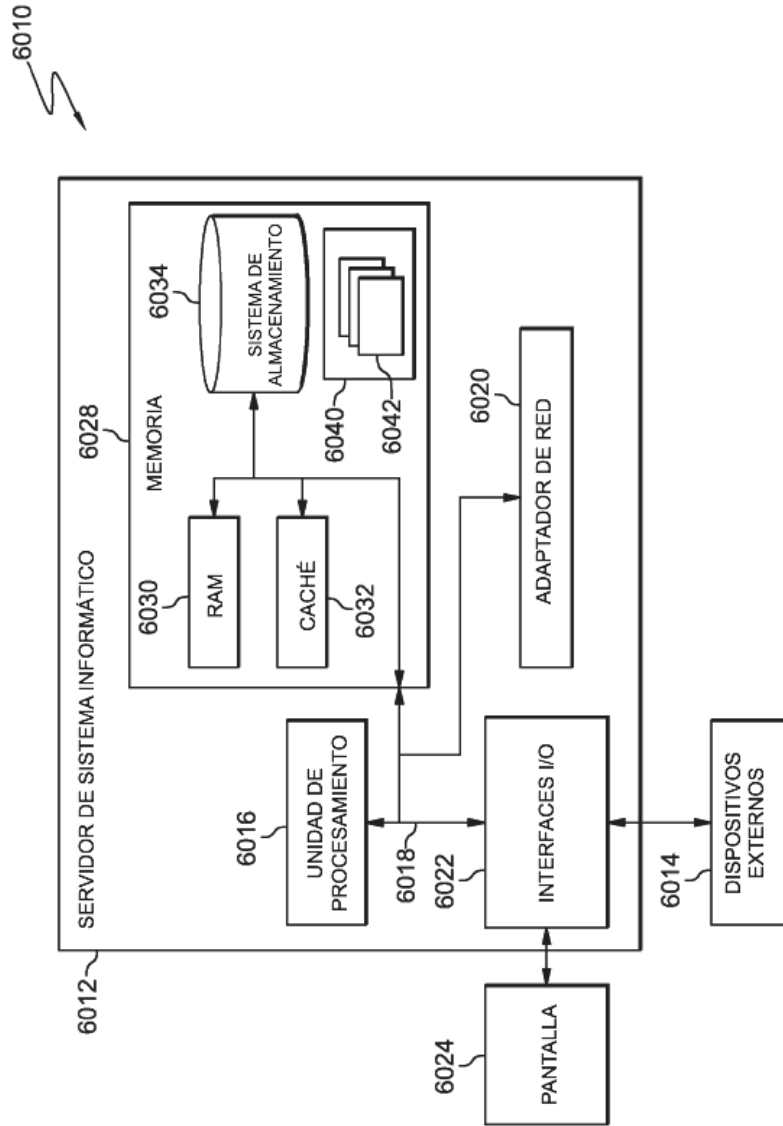 6010
6012
SERVIDOR DE SISTEMA INFORMÁTICO
6028
MEMORIA
6034
SISTEMA DE
ALMACENAMIENTO
6030
RAM
6040
6042
CACHÉ
6032
6016
UNIDAD DE
PROCESAMIENTO
6018
6020
ADAPTADOR DE RED
6022
INTERFACES I/O
6024
PANTALLA
6014
DISPOSITIVOS
EXTERNOS